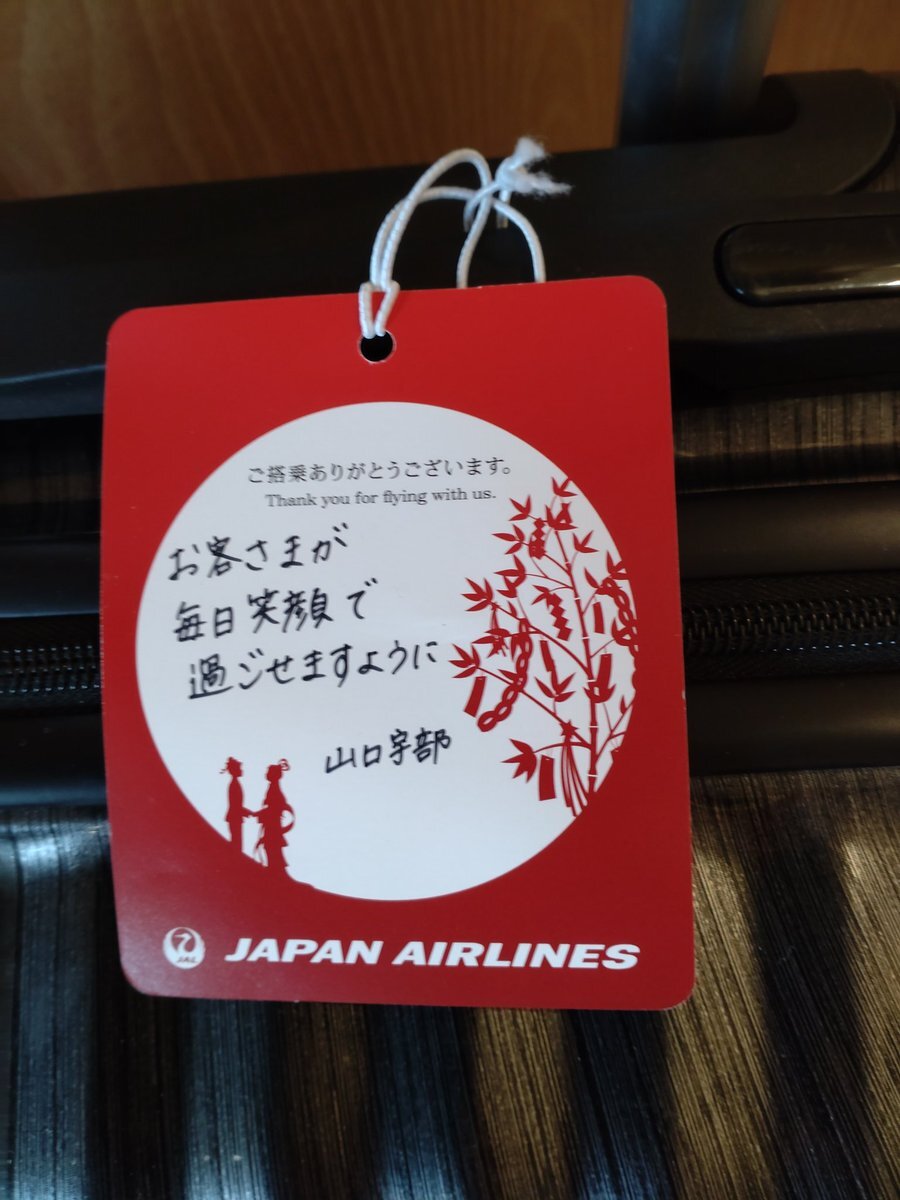 ご搭乗ありがとうございます。
Thank you for flying with us.
お客さまが
毎日笑顔で
過ごせますように
山口宇部
JAL
JAPAN AIRLINES